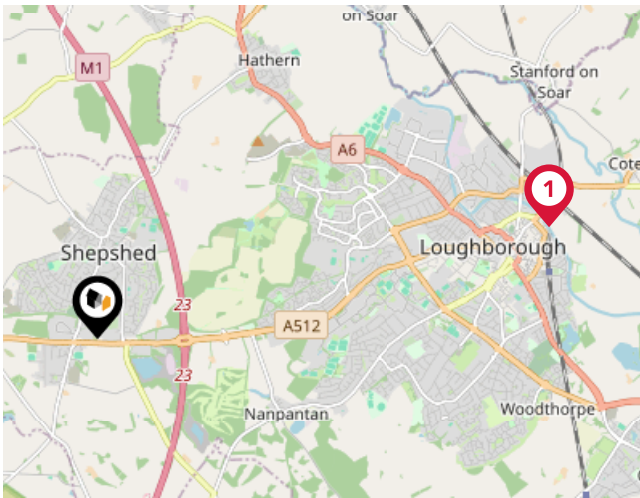 on Soar
M1
Hathern
Stanford on
Soar
A6
Cote
1
Shepshed
Loughborough
23
A512
23
Nanpantan
Woodthorpe